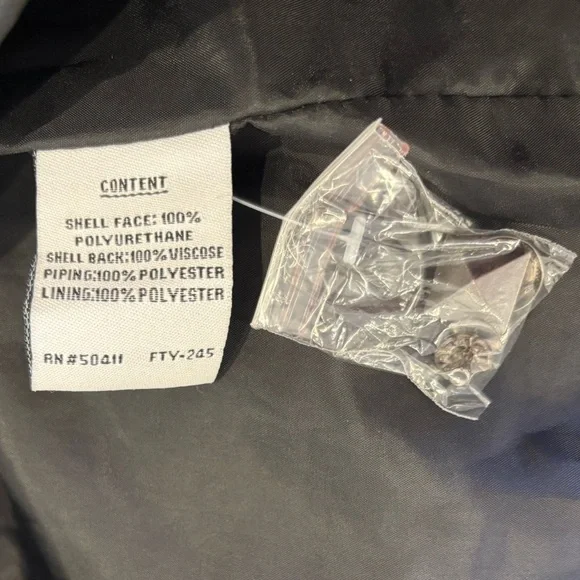 CONTENT
SHELL FACE: 100%
POLYURETHANE
SHELL BACK:100% VISCOSE
PIPING:100% POLYESTER
LINING:100% POLYESTER
RN #50411 FTY-245